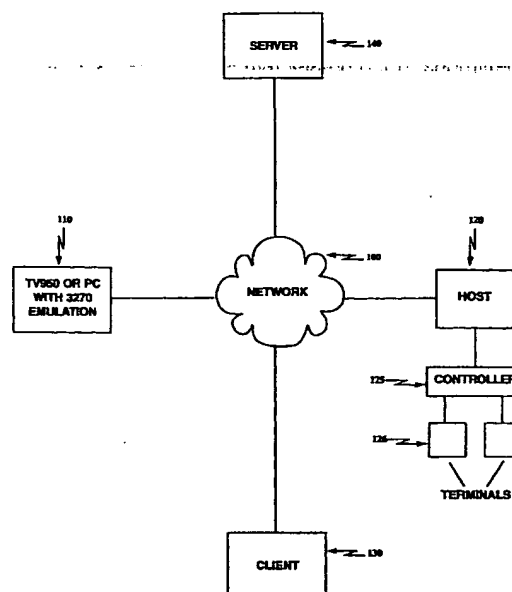 SERVER
140
110
TV950 OR PC
WITH 3270
EMULATION
100
NETWORK
120
HOST
125
CONTROLLER
126
TERMINALS
CLIENT
130